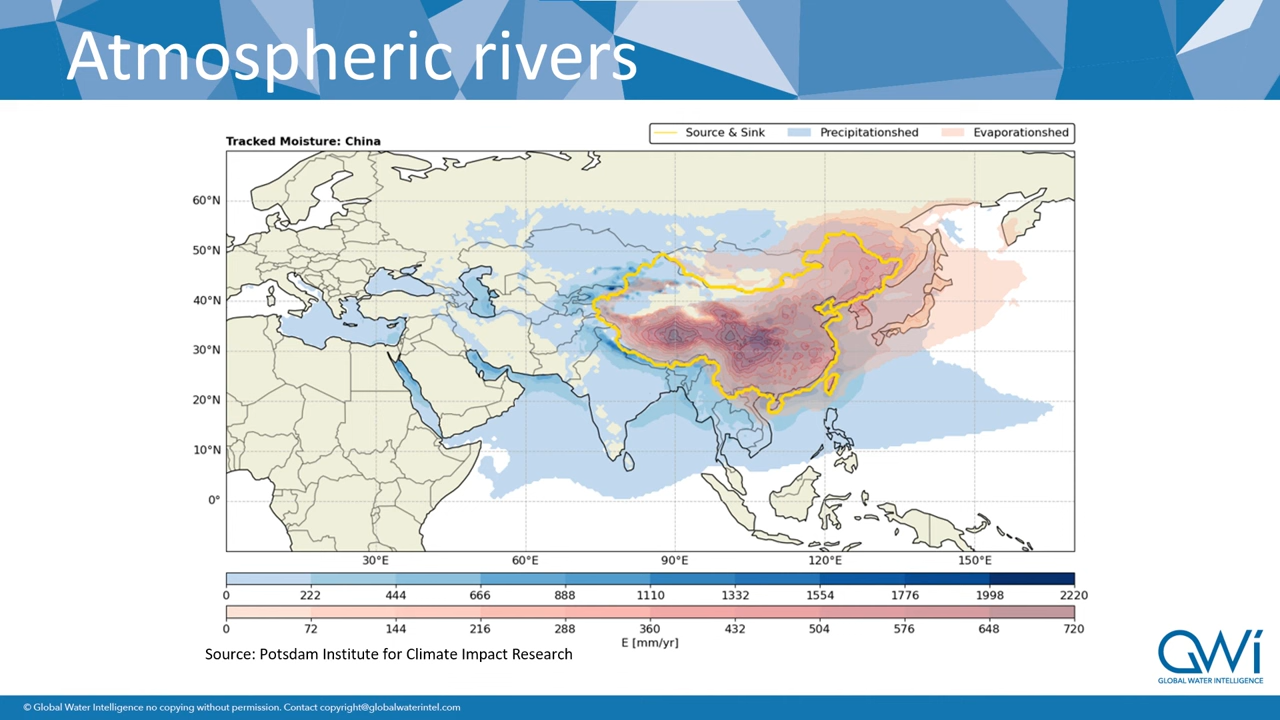 Atmospheric rivers
Source & Sink Precipitationshed Evaporationshed
Tracked Moisture: China
60°N
50°N
40°N
30°N
20°N
10°N
0°
30°E 60°E 90°E 120°E 150°E
0 222 444 666 888 1110 1332 1554 1776 1998 2220
0 72 144 216 288 360 432 504 576 648 720
E [mm/yr]
Source: Potsdam Institute for Climate Impact Research
GWI
GLOBAL WATER INTELLIGENCE
© Global Water Intelligence no copying without permission. Contact copyright@globalwaterintel.com